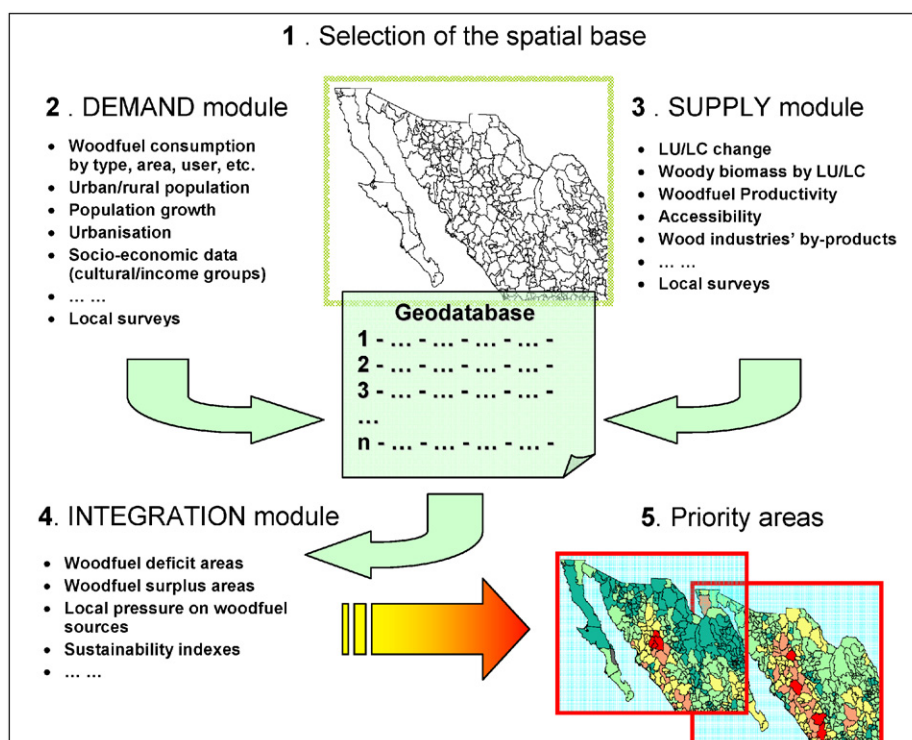 1 . Selection of the spatial base
2 . DEMAND module
• Woodfuel consumption
by type, area, user, etc.
• Urban/rural population
• Population growth
• Urbanisation
• Socio-economic data
(cultural/income groups)
• … …
• Local surveys
3 . SUPPLY module
• LU/LC change
• Woody biomass by LU/LC
• Woodfuel Productivity
• Accessibility
• Wood industries’ by-products
• … …
• Local surveys
Geodatabase
1 - … - … - … - … -
2 - … - … - … - … -
3 - … - … - … - … -
…
n - … - … - … - … -
4. INTEGRATION module
• Woodfuel deficit areas
• Woodfuel surplus areas
• Local pressure on woodfuel
sources
• Sustainability indexes
• … …
5. Priority areas